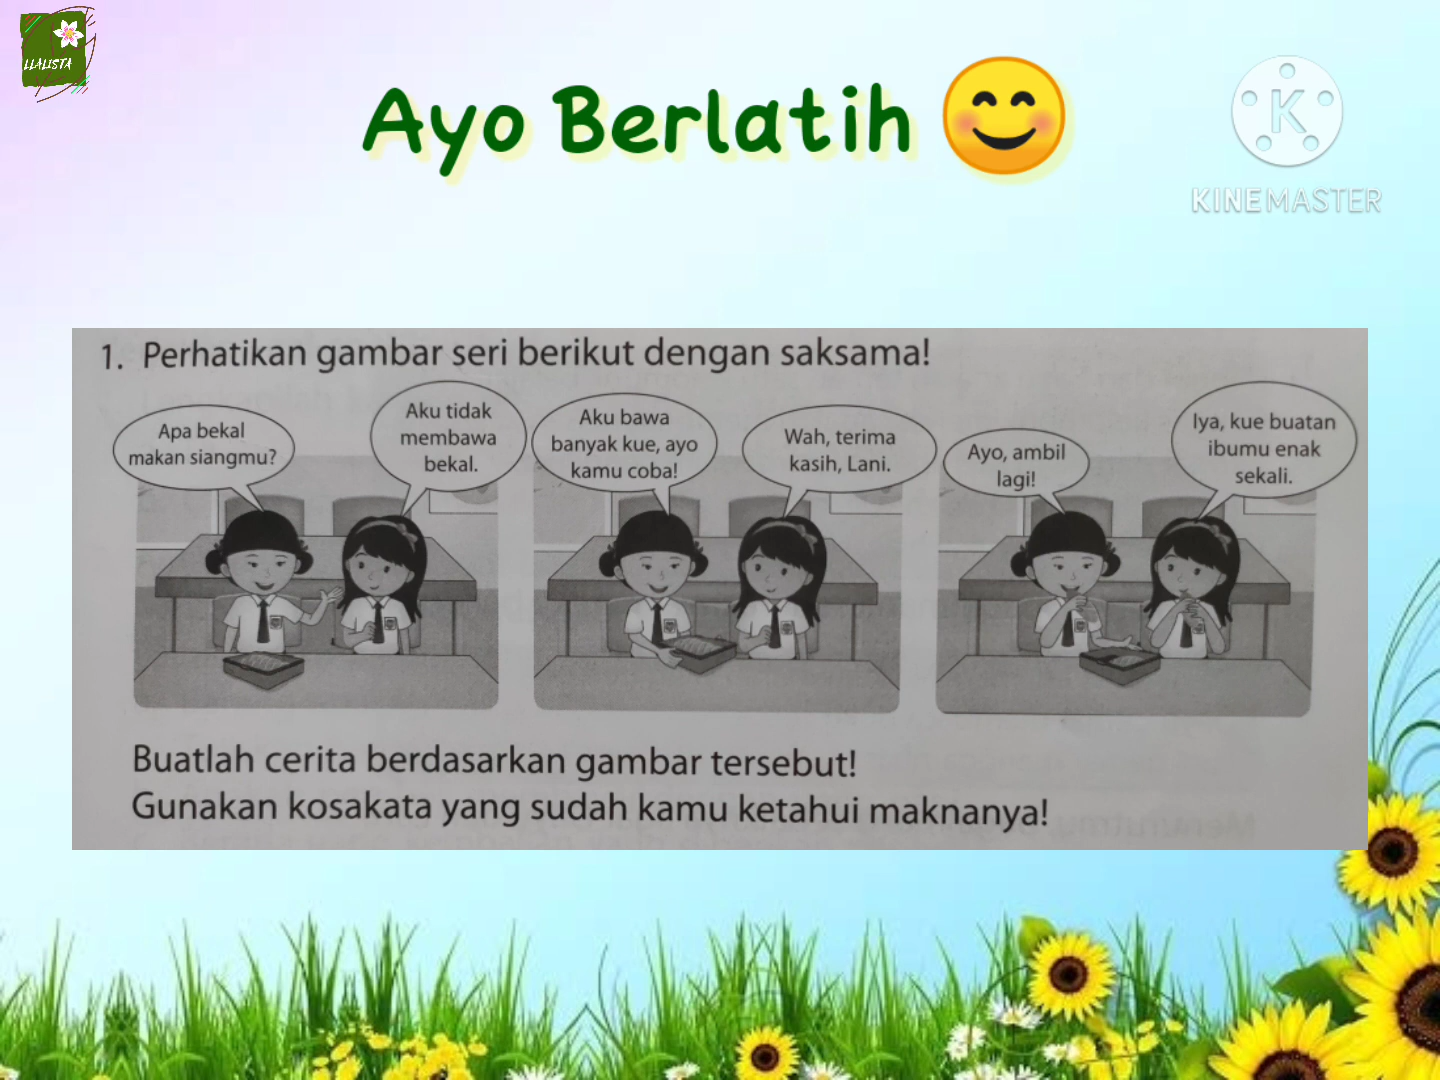 LLALISTA
Ayo Berlatih
KINEMASTER
1. Perhatikan gambar seri berikut dengan saksama!
Apa bekal
makan siangmu?
Aku tidak
membawa
bekal.
Aku bawa
banyak kue, ayo
kamu coba!
Wah, terima
kasih, Lani.
Ayo, ambil
lagi!
Iya, kue buatan
ibumu enak
sekali.
Buatlah cerita berdasarkan gambar tersebut!
Gunakan kosakata yang sudah kamu ketahui maknanya!